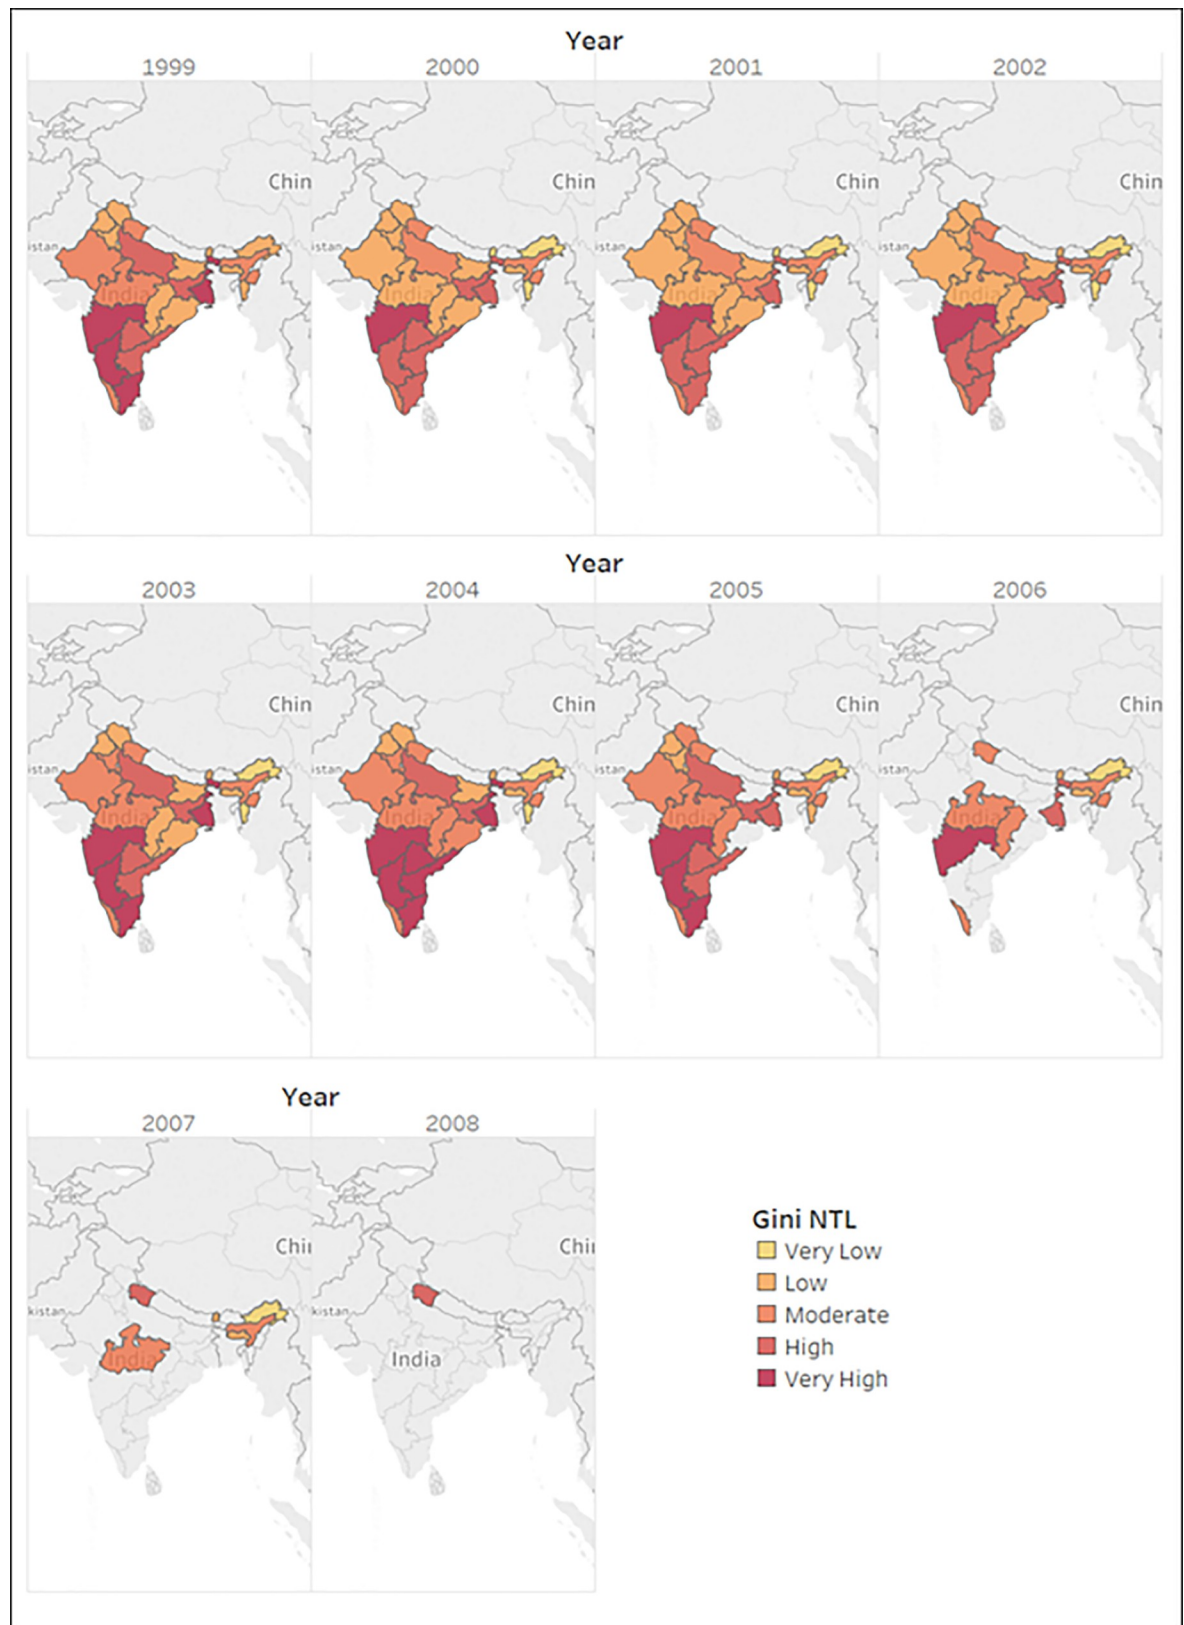 Year
1999 2000 2001 2002
Chin Chin Chin Chin
istan istan istan istan
India India India India
Year
2003 2004 2005 2006
Chin Chin Chin Chin
istan istan istan istan
India India India India
Year
2007 2008
Chi Chi
kistan kistan
India India
Gini NTL
Very Low
Low
Moderate
High
Very High